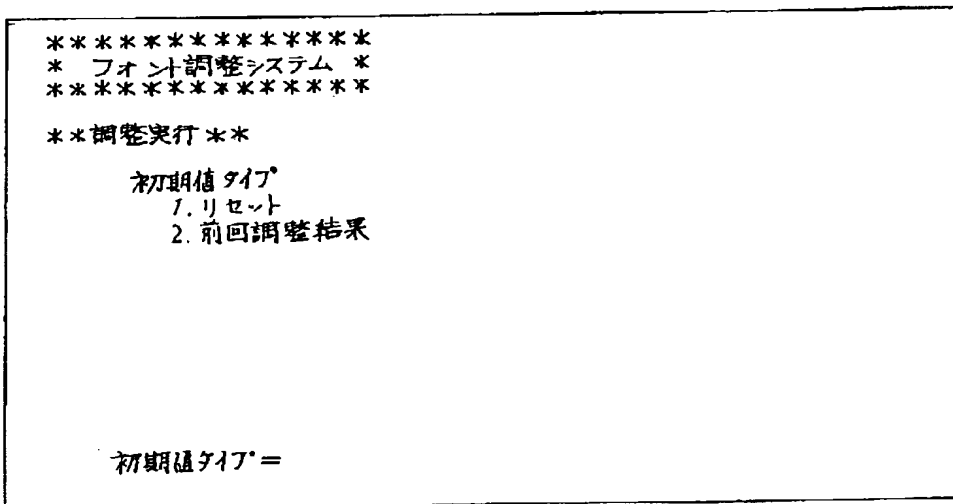 **************
* フォント調整システム *
**************
**調整実行**
初期値タイプ
1. リセット
2. 前回調整結果
初期値タイプ=